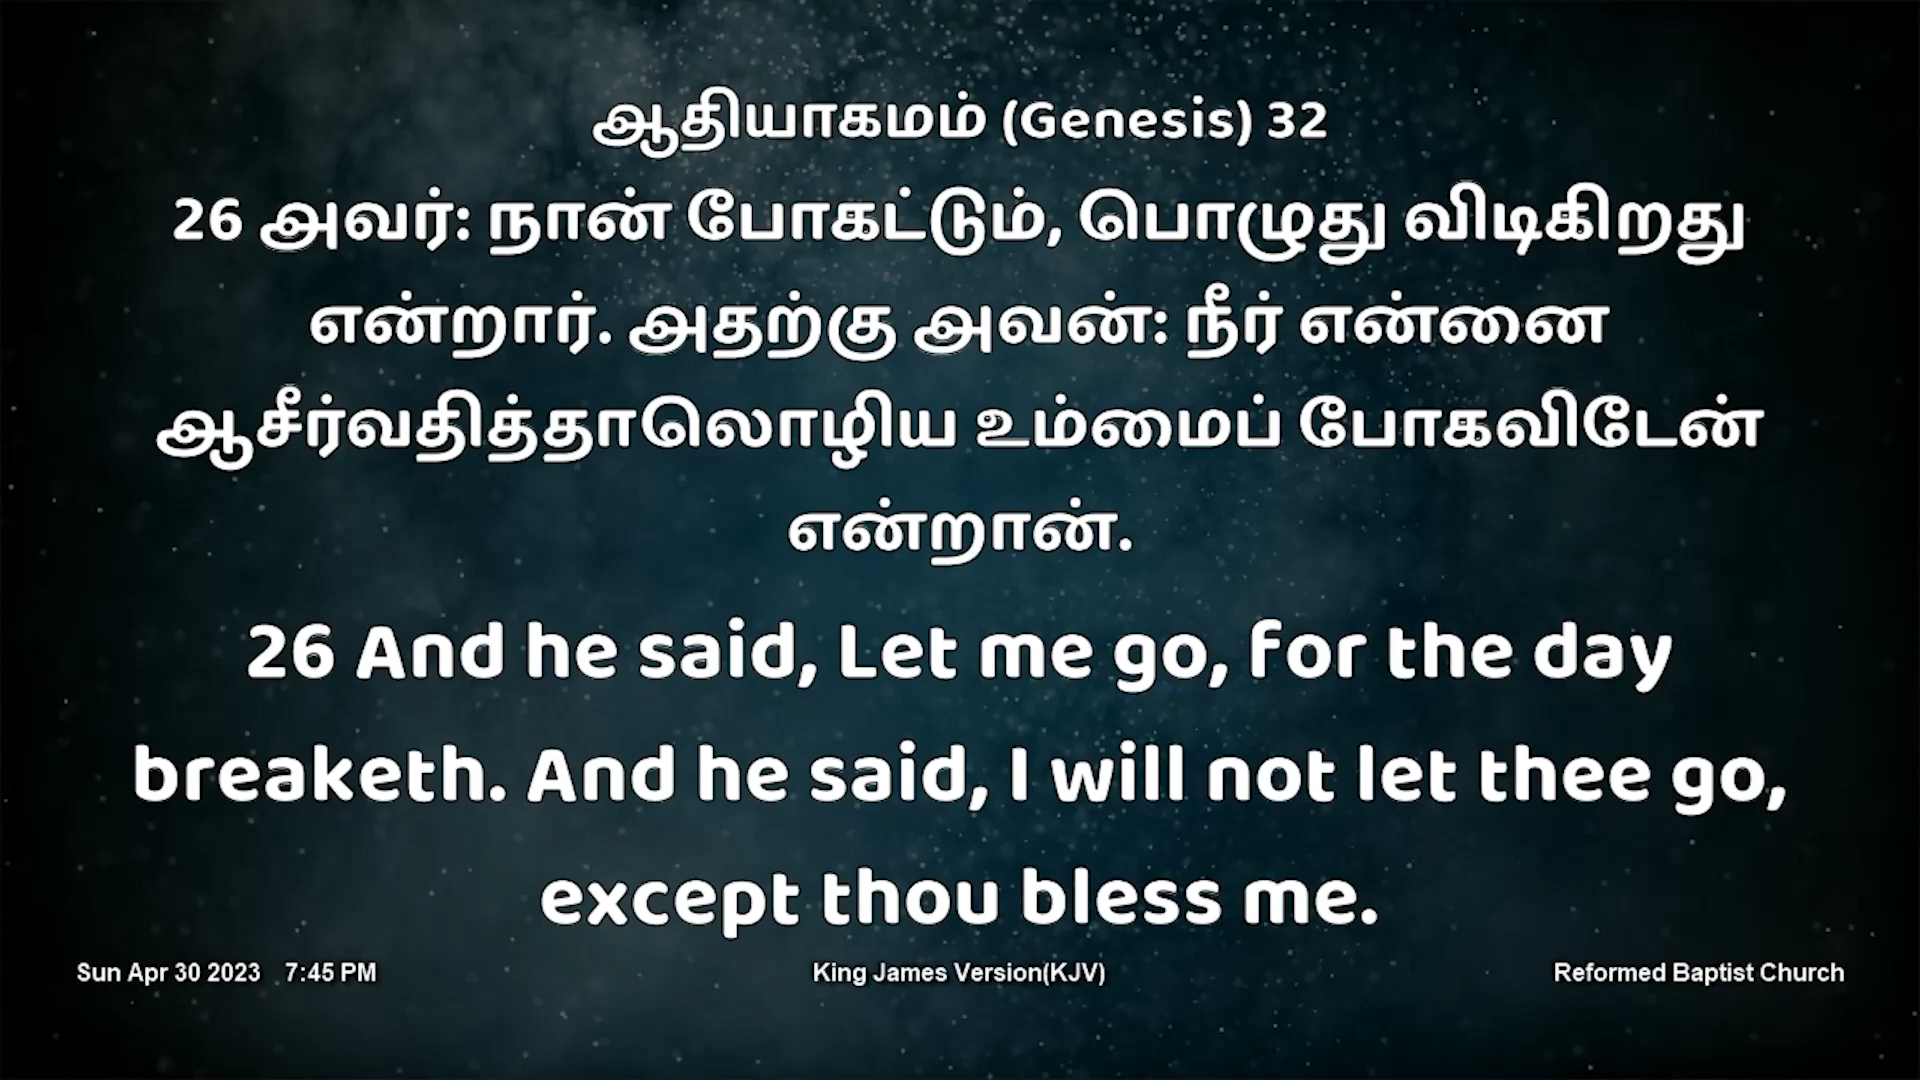 ஆதியாகமம் (Genesis) 32
26 அவர்: நான் போகட்டும், பொழுது விடிகிறது
என்றார். அதற்கு அவன்: நீர் என்னை
ஆசீர்வதித்தாலொழிய உம்மைப் போகவிடேன்
என்றான்.
26 And he said, Let me go, for the day
breaketh. And he said, I will not let thee go,
except thou bless me.
Sun Apr 30 2023 7:45 PM
King James Version(KJV)
Reformed Baptist Church